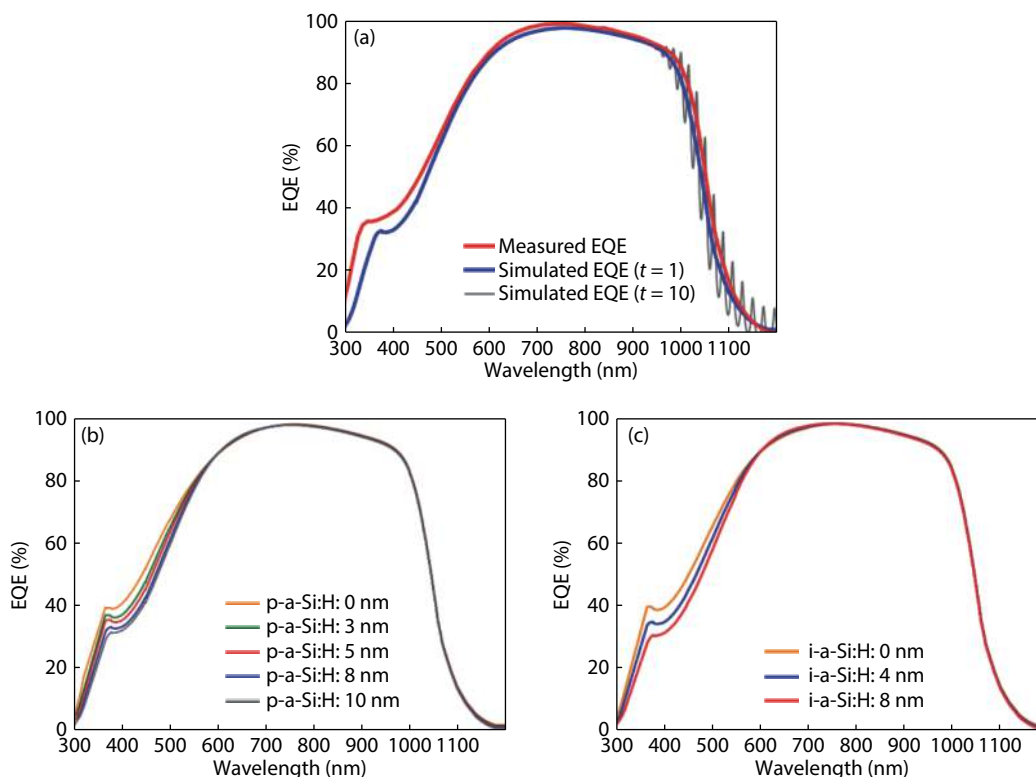 (a)
100
80
60
40
20
0
EQE (%)
Measured EQE
Simulated EQE (t = 1)
Simulated EQE (t = 10)
300 400 500 600 700 800 900 1000 1100
Wavelength (nm)
(b)
100
80
60
40
20
0
EQE (%)
p-a-Si:H: 0 nm
p-a-Si:H: 3 nm
p-a-Si:H: 5 nm
p-a-Si:H: 8 nm
p-a-Si:H: 10 nm
300 400 500 600 700 800 900 1000 1100
Wavelength (nm)
(c)
100
80
60
40
20
0
EQE (%)
i-a-Si:H: 0 nm
i-a-Si:H: 4 nm
i-a-Si:H: 8 nm
300 400 500 600 700 800 900 1000 1100
Wavelength (nm)